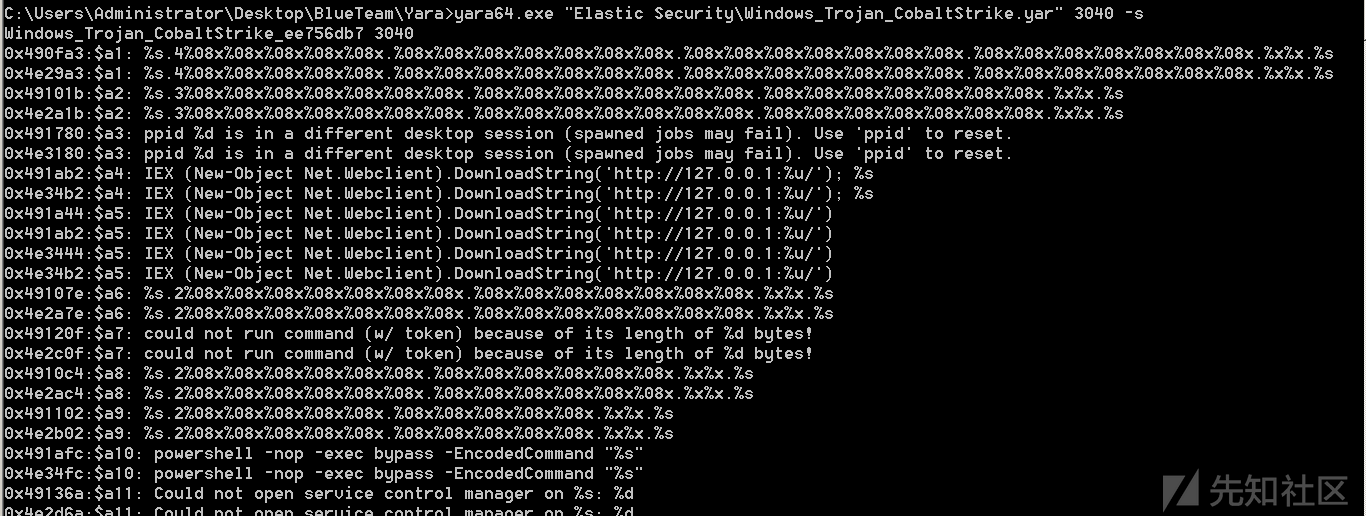 C:\Users\Administrator\Desktop\BlueTeam\Yara>yara64.exe "Elastic Security\Windows_Trojan_CobaltStrike.yar" 3040 -s
Windows_Trojan_CobaltStrike_ee756db7 3040
0x490fa3:$a1: %s.4%08x%08x%08x%08x%08x.%08x%08x%08x%08x%08x%08x%08x.%08x%08x%08x%08x%08x%08x%08x.%08x%08x%08x%08x%08x%08x%08x.%x%x.%s
0x4e29a3:$a1: %s.4%08x%08x%08x%08x%08x.%08x%08x%08x%08x%08x%08x%08x.%08x%08x%08x%08x%08x%08x%08x.%08x%08x%08x%08x%08x%08x%08x.%x%x.%s
0x49101b:$a2: %s.3%08x%08x%08x%08x%08x%08x%08x.%08x%08x%08x%08x%08x%08x%08x.%08x%08x%08x%08x%08x%08x%08x.%x%x.%s
0x4e2a1b:$a2: %s.3%08x%08x%08x%08x%08x%08x%08x.%08x%08x%08x%08x%08x%08x%08x.%08x%08x%08x%08x%08x%08x%08x.%x%x.%s
0x491780:$a3: ppid %d is in a different desktop session (spawned jobs may fail). Use 'ppid' to reset.
0x4e3180:$a3: ppid %d is in a different desktop session (spawned jobs may fail). Use 'ppid' to reset.
0x491ab2:$a4: IEX (New-Object Net.Webclient).DownloadString('http://127.0.0.1:%u/'); %s
0x4e34b2:$a4: IEX (New-Object Net.Webclient).DownloadString('http://127.0.0.1:%u/'); %s
0x491a44:$a5: IEX (New-Object Net.Webclient).DownloadString('http://127.0.0.1:%u/')
0x491ab2:$a5: IEX (New-Object Net.Webclient).DownloadString('http://127.0.0.1:%u/')
0x4e3444:$a5: IEX (New-Object Net.Webclient).DownloadString('http://127.0.0.1:%u/')
0x4e34b2:$a5: IEX (New-Object Net.Webclient).DownloadString('http://127.0.0.1:%u/')
0x49107e:$a6: %s.2%08x%08x%08x%08x%08x%08x%08x.%08x%08x%08x%08x%08x%08x%08x.%x%x.%s
0x4e2a7e:$a6: %s.2%08x%08x%08x%08x%08x%08x%08x.%08x%08x%08x%08x%08x%08x%08x.%x%x.%s
0x49120f:$a7: could not run command (w/ token) because of its length of %d bytes!
0x4e2c0f:$a7: could not run command (w/ token) because of its length of %d bytes!
0x4910c4:$a8: %s.2%08x%08x%08x%08x%08x%08x.%08x%08x%08x%08x%08x%08x.%x%x.%s
0x4e2ac4:$a8: %s.2%08x%08x%08x%08x%08x%08x.%08x%08x%08x%08x%08x%08x.%x%x.%s
0x491102:$a9: %s.2%08x%08x%08x%08x%08x.%08x%08x%08x%08x%08x.%x%x.%s
0x4e2b02:$a9: %s.2%08x%08x%08x%08x%08x.%08x%08x%08x%08x%08x.%x%x.%s
0x491afc:$a10: powershell -nop -exec bypass -EncodedCommand "%s"
0x4e34fc:$a10: powershell -nop -exec bypass -EncodedCommand "%s"
0x49136a:$a11: Could not open service control manager on %s: %d
0x4e2d6a:$a11: Could not open service control manager on %s: %d
先知社区